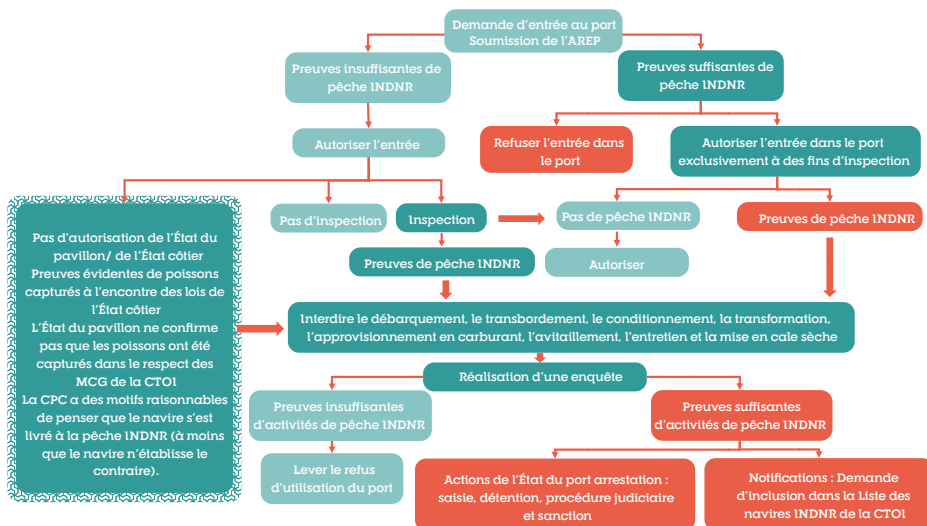 Demande d'entrée au port
Soumission de l'AREP
Preuves insuffisantes de
pêche INDNR
Preuves suffisantes de
pêche INDNR
Autoriser l'entrée
Refuser l'entrée dans
le port
Autoriser l'entrée dans le port
exclusivement à des fins d'inspection
Pas d'inspection
Inspection
Pas de pêche INDNR
Preuves de pêche INDNR
Preuves de pêche INDNR
Autoriser
Pas d'autorisation de l'État du
pavillon/ de l'État côtier
Preuves évidentes de poissons
capturés à l'encontre des lois de
l'État côtier
L'État du pavillon ne confirme
pas que les poissons ont été
capturés dans le respect des
MCG de la CTOI
La CPC a des motifs raisonnables
de penser que le navire s'est
livré à la pêche INDNR (à moins
que le navire n'établisse le
contraire).
Interdire le débarquement, le transbordement, le conditionnement, la transformation,
l'approvisionnement en carburant, l'avitaillement, l'entretien et la mise en cale sèche
Réalisation d'une enquête
Preuves insuffisantes
d'activités de pêche INDNR
Preuves suffisantes
d'activités de pêche INDNR
Lever le refus
d'utilisation du port
Actions de l'État du port arrestation :
saisie, détention, procédure judiciaire
et sanction
Notifications : Demande
d'inclusion dans la Liste des
navires INDNR de la CTOI